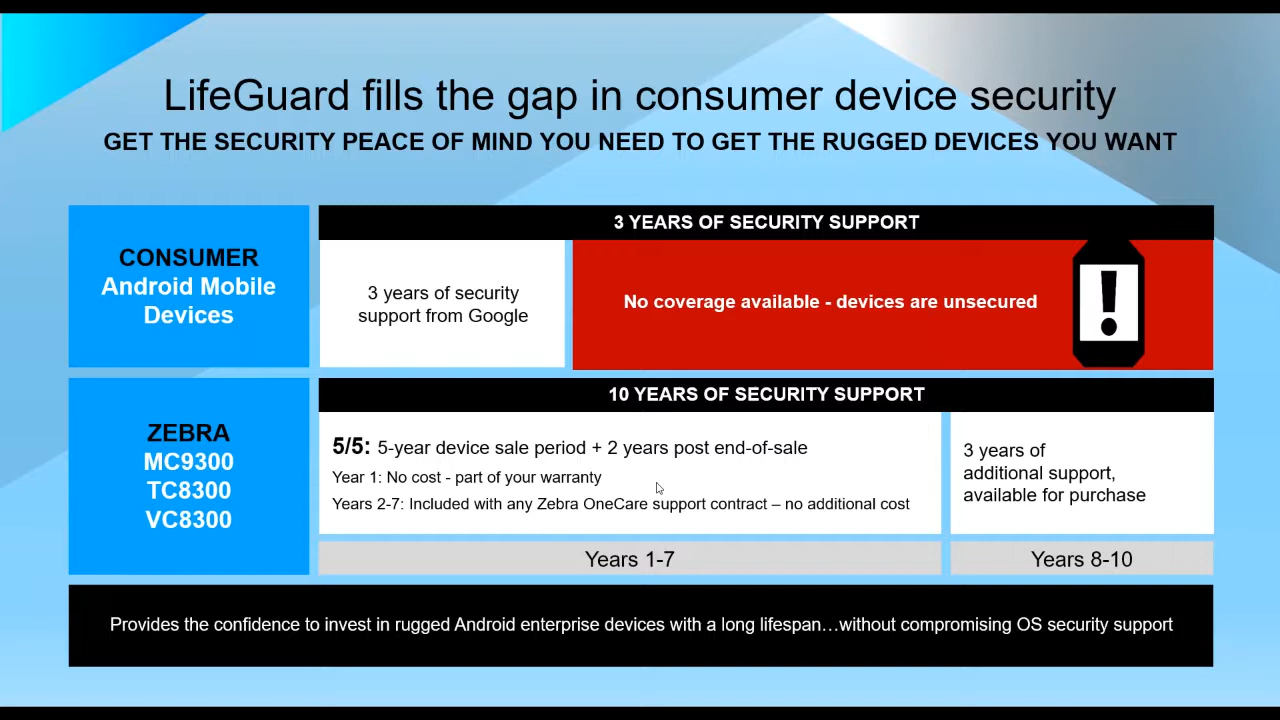 LifeGuard fills the gap in consumer device security
GET THE SECURITY PEACE OF MIND YOU NEED TO GET THE RUGGED DEVICES YOU WANT
CONSUMER
Android Mobile
Devices
3 YEARS OF SECURITY SUPPORT
3 years of security
support from Google
No coverage available - devices are unsecured
!
ZEBRA
MC9300
TC8300
VC8300
10 YEARS OF SECURITY SUPPORT
5/5: 5-year device sale period + 2 years post end-of-sale
Year 1: No cost - part of your warranty
Years 2-7: Included with any Zebra OneCare support contract – no additional cost
3 years of
additional support,
available for purchase
Years 1-7
Years 8-10
Provides the confidence to invest in rugged Android enterprise devices with a long lifespan…without compromising OS security support